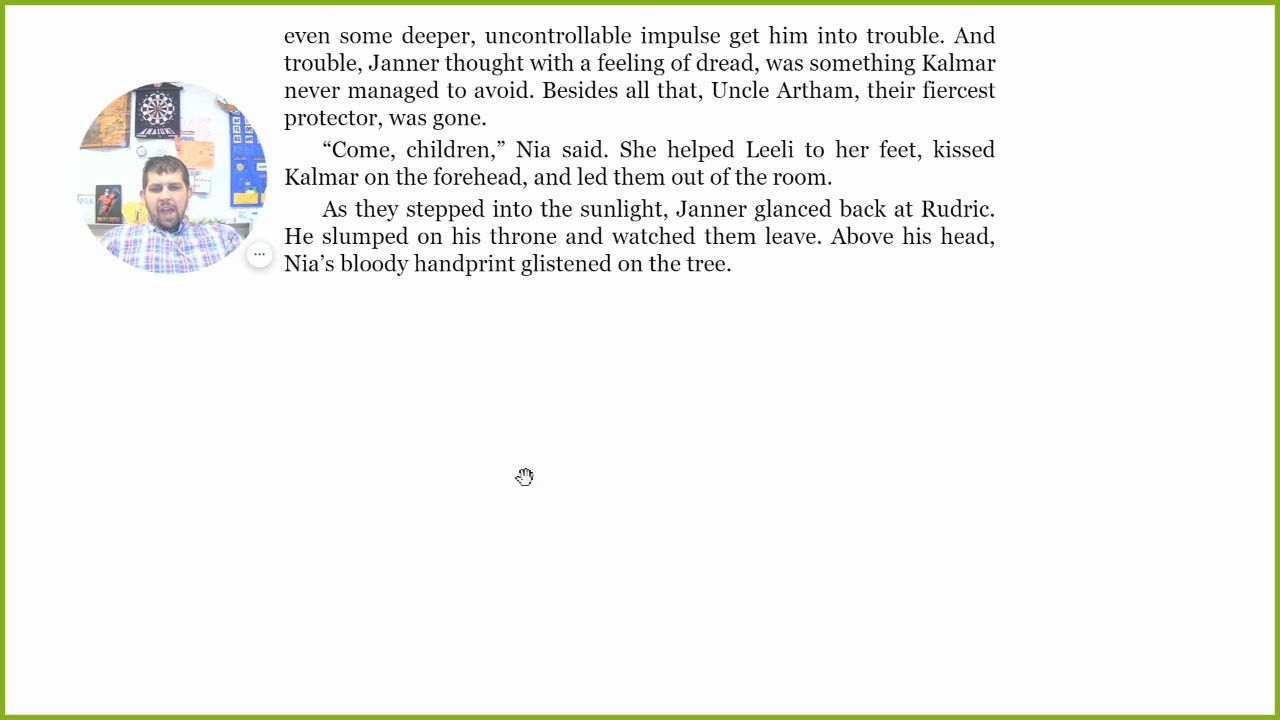 even some deeper, uncontrollable impulse get him into trouble. And
trouble, Janner thought with a feeling of dread, was something Kalmar
never managed to avoid. Besides all that, Uncle Artham, their fiercest
protector, was gone.
“Come, children,” Nia said. She helped Leeli to her feet, kissed
Kalmar on the forehead, and led them out of the room.
As they stepped into the sunlight, Janner glanced back at Rudric.
He slumped on his throne and watched them leave. Above his head,
Nia’s bloody handprint glistened on the tree.